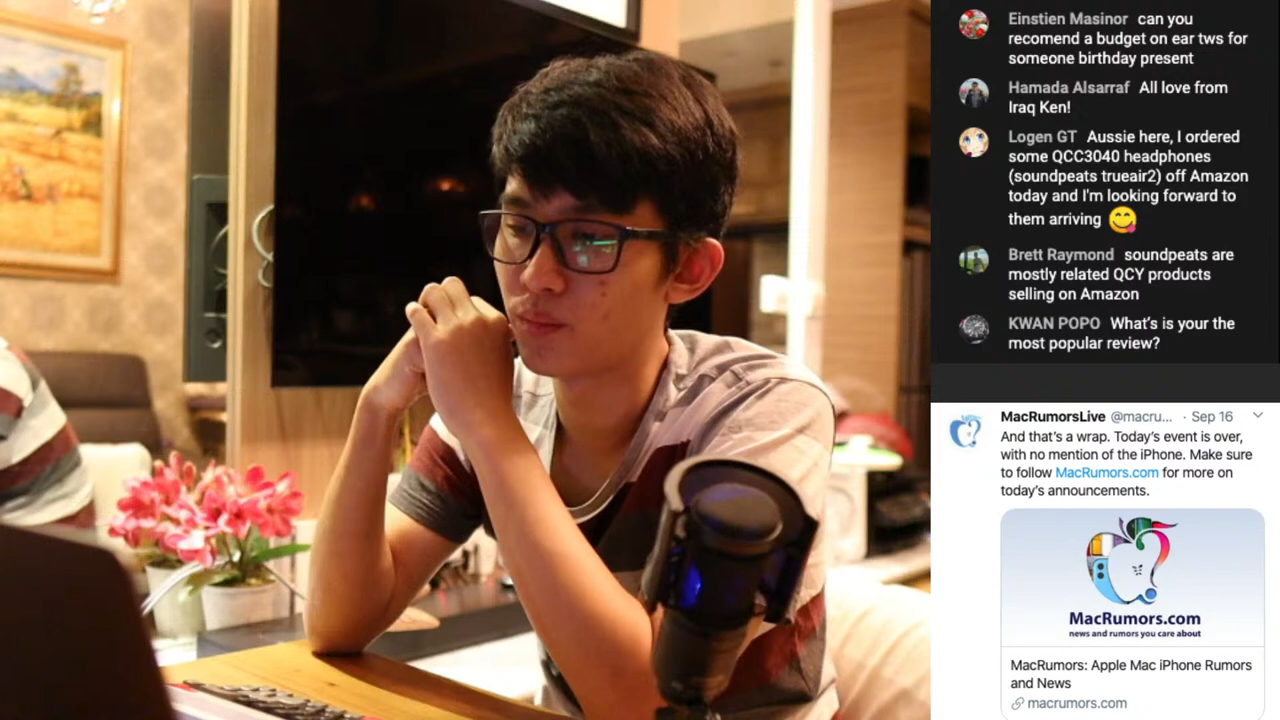 Einstien Masinor can you
recomend a budget on ear tws for
someone birthday present
Hamada Alsarraf All love from
Iraq Ken!
Logen GT Aussie here, I ordered
some QCC3040 headphones
(soundpeats trueair2) off Amazon
today and I'm looking forward to
them arriving 😋
Brett Raymond soundpeats are
mostly related QCY products
selling on Amazon
KWAN POPO What's is your the
most popular review?
MacRumorsLive @macru... · Sep 16
And that's a wrap. Today's event is over,
with no mention of the iPhone. Make sure
to follow MacRumors.com for more on
today's announcements.
MacRumors.com
news and rumors you care about
MacRumors: Apple Mac iPhone Rumors
and News
macrumors.com